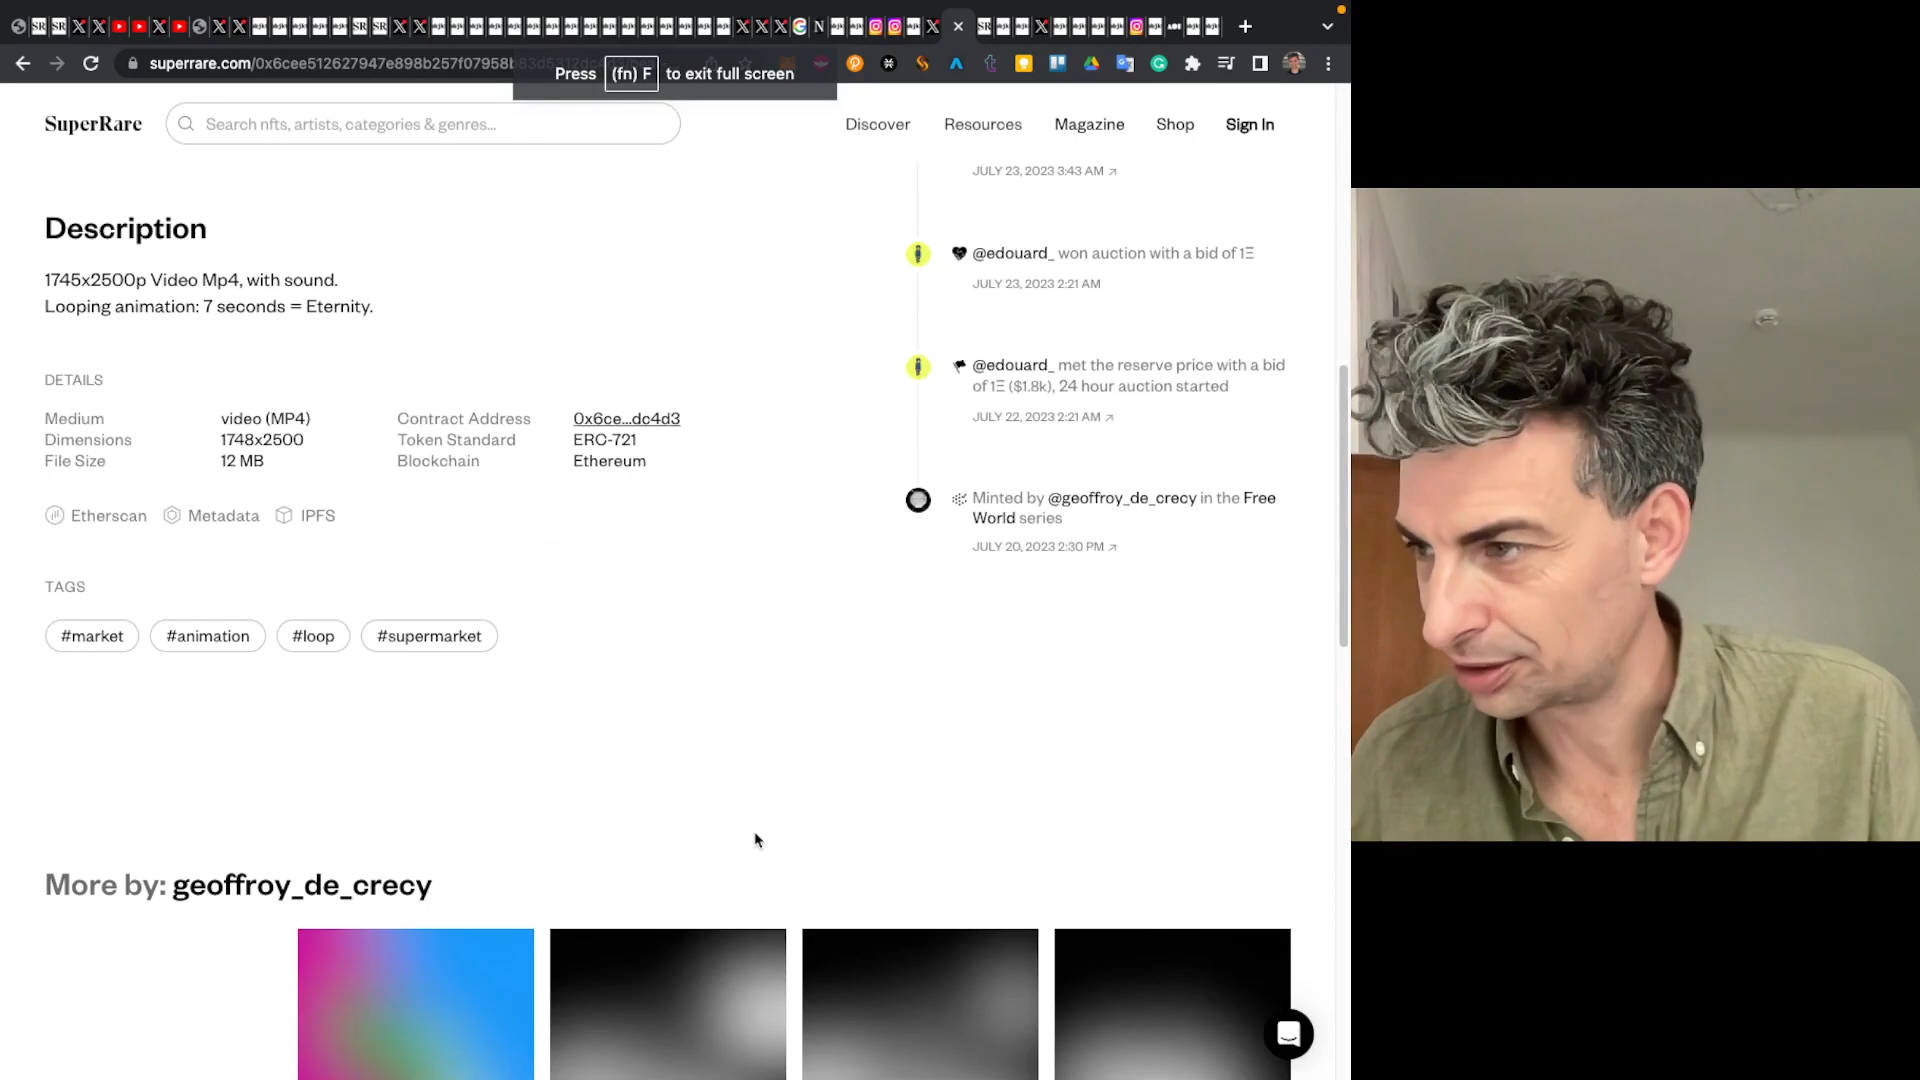 superrare.com/0x6cee512627947e898b257f07958b
Press (fn) F to exit full screen
SuperRare
Search nfts, artists, categories & genres...
Discover
Resources
Magazine
Shop
Sign In
JULY 23, 2023 3:43 AM
Description
1745x2500p Video Mp4, with sound.
Looping animation: 7 seconds = Eternity.
@edouard_ won auction with a bid of 1Ξ
JULY 23, 2023 2:21 AM
@edouard_ met the reserve price with a bid
of 1Ξ ($1.8k), 24 hour auction started
JULY 22, 2023 2:21 AM
DETAILS
Medium video (MP4) Contract Address 0x6ce...dc4d3
Dimensions 1748x2500 Token Standard ERC-721
File Size 12 MB Blockchain Ethereum
Etherscan Metadata IPFS
Minted by @geoffroy_de_crecy in the Free
World series
JULY 20, 2023 2:30 PM
TAGS
#market #animation #loop #supermarket
More by: geoffroy_de_crecy